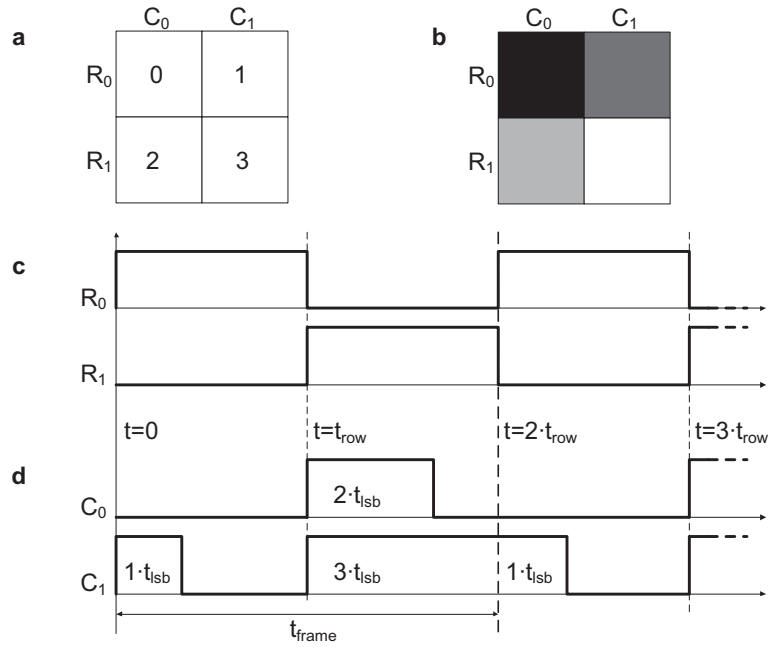 a
C0 C1
R0 0 1
R1 2 3
b
C0 C1
R0
R1
c
R0
R1
t=0 t=trow t=2·trow t=3·trow
d
C0 2·tlsb
C1 1·tlsb 3·tlsb 1·tlsb
tframe